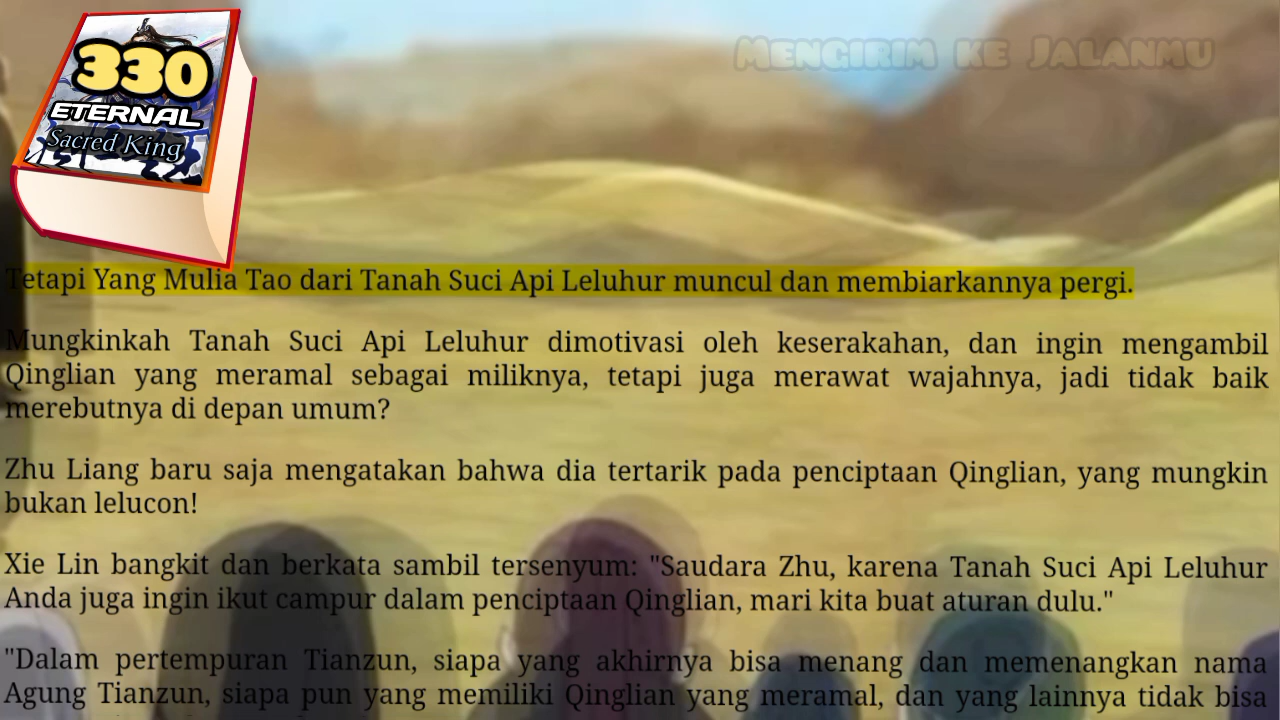 330
ETERNAL
Sacred King
MENGIRIM KE JALANMU
Tetapi Yang Mulia Tao dari Tanah Suci Api Leluhur muncul dan membiarkannya pergi.
Mungkinkah Tanah Suci Api Leluhur dimotivasi oleh keserakahan, dan ingin mengambil
Qinglian yang meramal sebagai miliknya, tetapi juga merawat wajahnya, jadi tidak baik
merebutnya di depan umum?
Zhu Liang baru saja mengatakan bahwa dia tertarik pada penciptaan Qinglian, yang mungkin
bukan lelucon!
Xie Lin bangkit dan berkata sambil tersenyum: "Saudara Zhu, karena Tanah Suci Api Leluhur
Anda juga ingin ikut campur dalam penciptaan Qinglian, mari kita buat aturan dulu."
"Dalam pertempuran Tianzun, siapa yang akhirnya bisa menang dan memenangkan nama
Agung Tianzun, siapa pun yang memiliki Qinglian yang meramal, dan yang lainnya tidak bisa